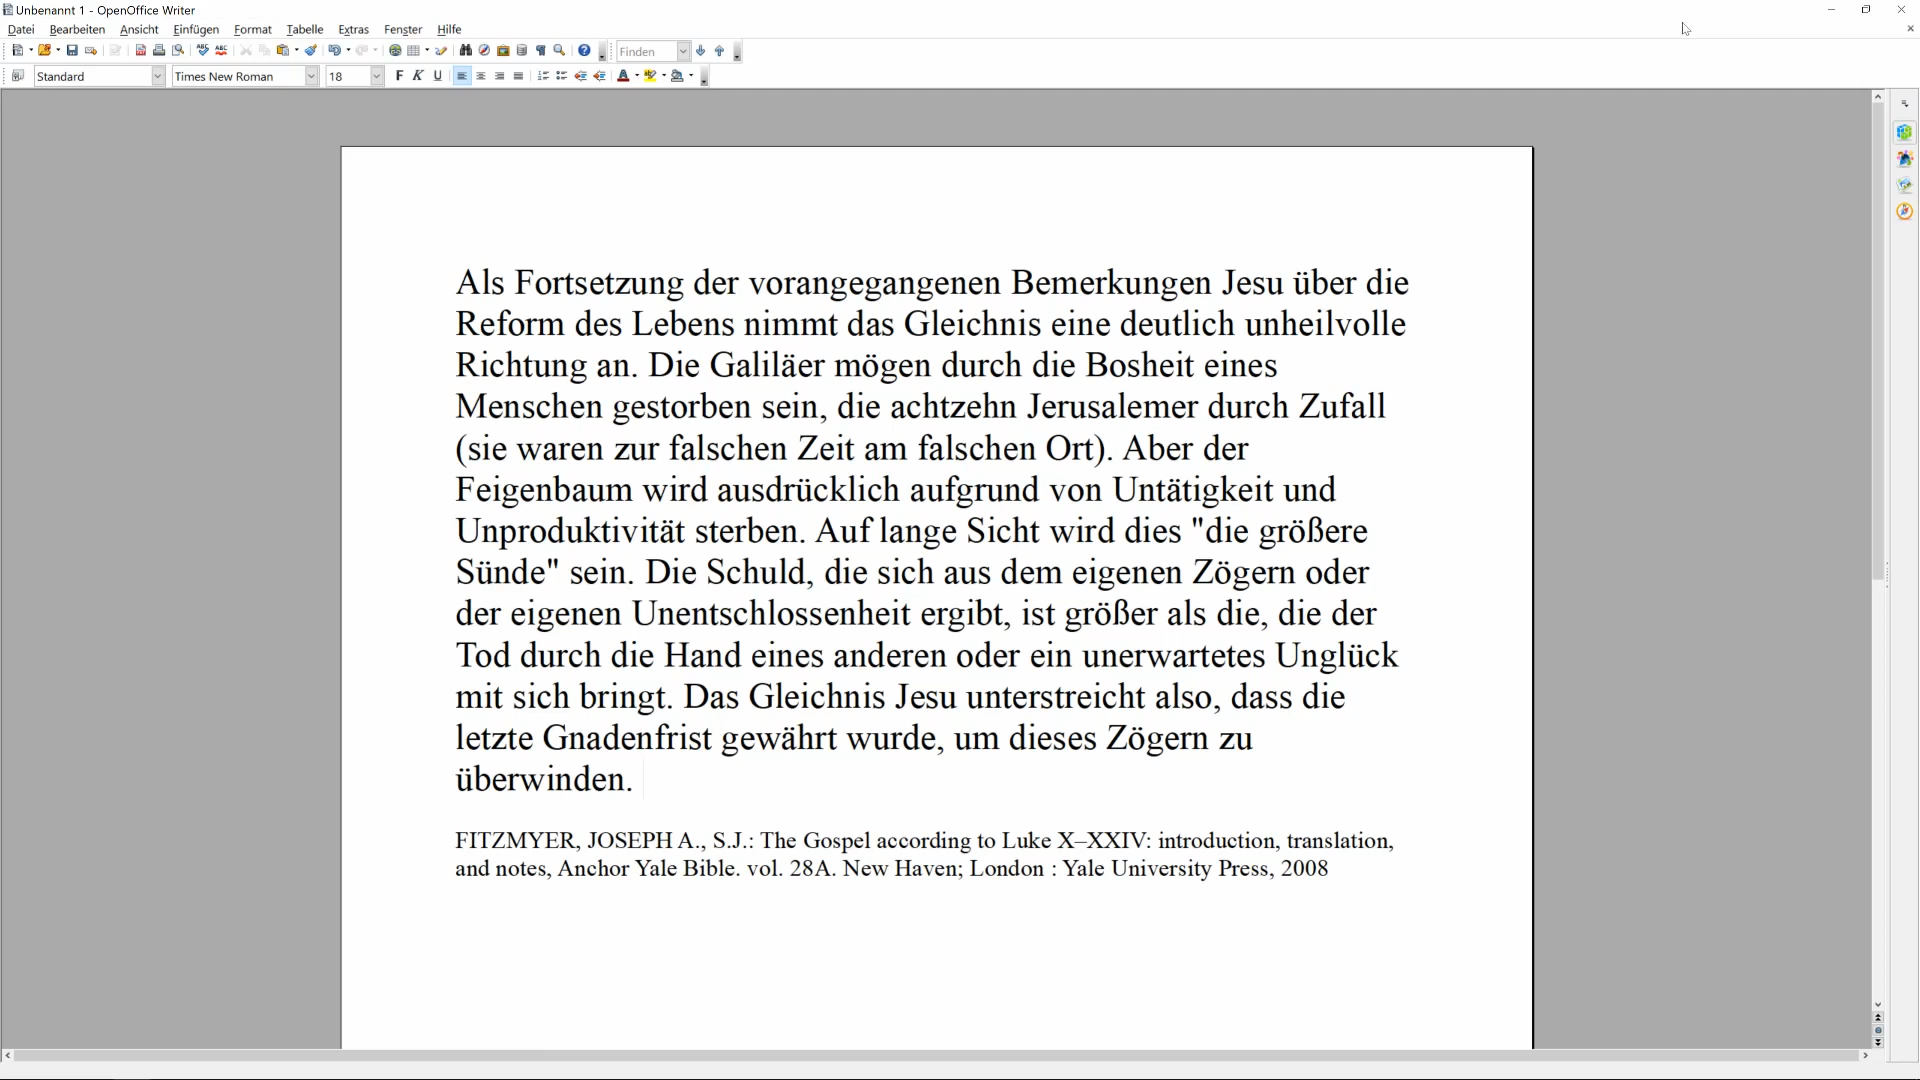 Unbenannt 1 - OpenOffice Writer
Datei Bearbeiten Ansicht Einfügen Format Tabelle Extras Fenster Hilfe
Finden
Standard Times New Roman 18 F K U
Als Fortsetzung der vorangegangenen Bemerkungen Jesu über die
Reform des Lebens nimmt das Gleichnis eine deutlich unheilvolle
Richtung an. Die Galiläer mögen durch die Bosheit eines
Menschen gestorben sein, die achtzehn Jerusalemer durch Zufall
(sie waren zur falschen Zeit am falschen Ort). Aber der
Feigenbaum wird ausdrücklich aufgrund von Untätigkeit und
Unproduktivität sterben. Auf lange Sicht wird dies "die größere
Sünde" sein. Die Schuld, die sich aus dem eigenen Zögern oder
der eigenen Unentschlossenheit ergibt, ist größer als die, die der
Tod durch die Hand eines anderen oder ein unerwartetes Unglück
mit sich bringt. Das Gleichnis Jesu unterstreicht also, dass die
letzte Gnadenfrist gewährt wurde, um dieses Zögern zu
überwinden.
FITZMYER, JOSEPH A., S.J.: The Gospel according to Luke X–XXIV: introduction, translation,
and notes, Anchor Yale Bible. vol. 28A. New Haven; London : Yale University Press, 2008